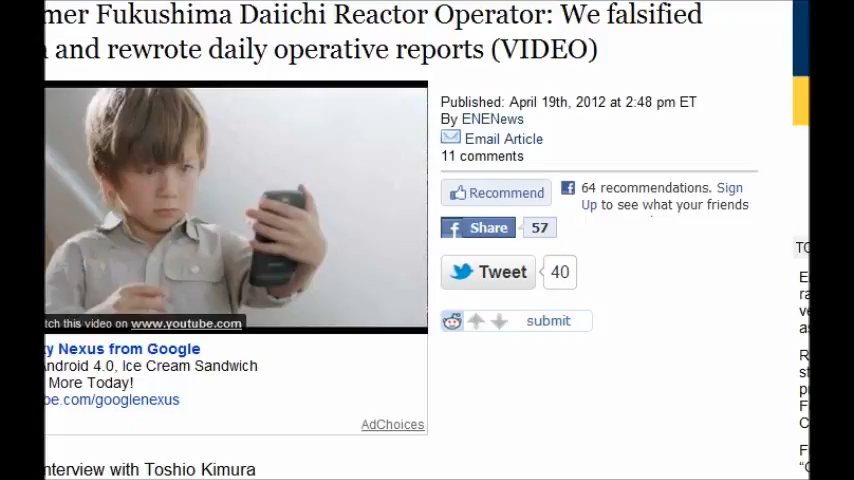 mer Fukushima Daiichi Reactor Operator: We falsified
and rewrote daily operative reports (VIDEO)
Published: April 19th, 2012 at 2:48 pm ET
By ENENews
Email Article
11 comments
Recommend
64 recommendations. Sign
Up to see what your friends
Share 57
Tweet 40
submit
tch this video on www.youtube.com
xy Nexus from Google
Android 4.0, Ice Cream Sandwich
More Today!
be.com/googlenexus
AdChoices
nterview with Toshio Kimura